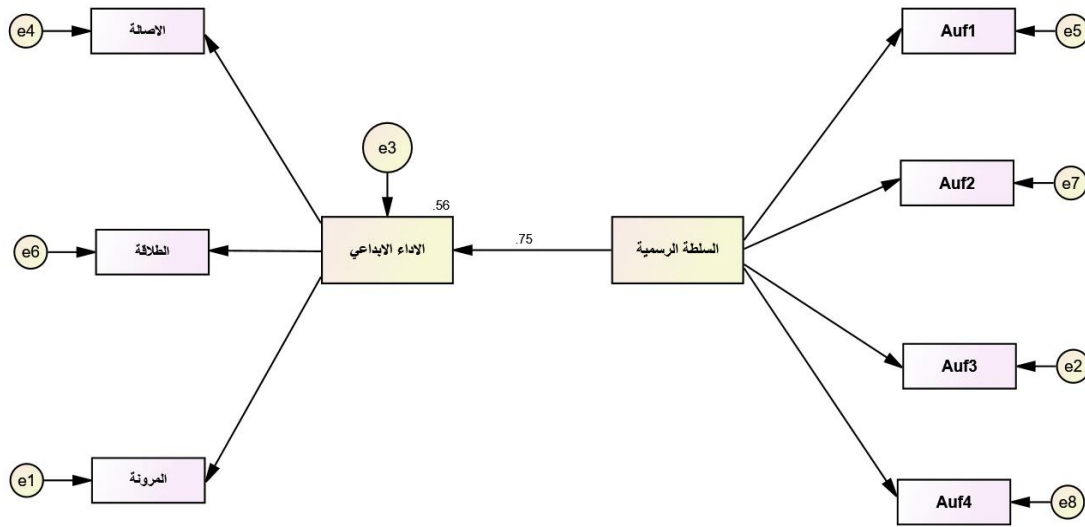 e4
الاصالة
Auf1
e5
e3
Auf2
e7
.56
e6
الطلاقة
الاداء الابداعي
.75
السلطة الرسمية
Auf3
e2
e1
المرونة
Auf4
e8